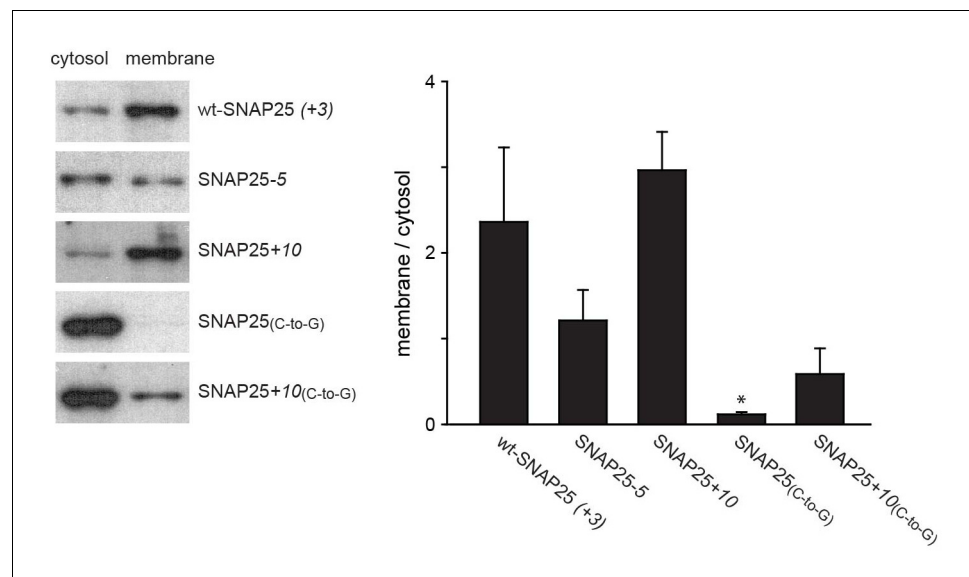 cytosol membrane
wt-SNAP25 (+3)
SNAP25-5
SNAP25+10
SNAP25(C-to-G)
SNAP25+10(C-to-G)
membrane / cytosol
4
2
0
*
wt-SNAP25 (+3)
SNAP25-5
SNAP25+10
SNAP25(C-to-G)
SNAP25+10(C-to-G)